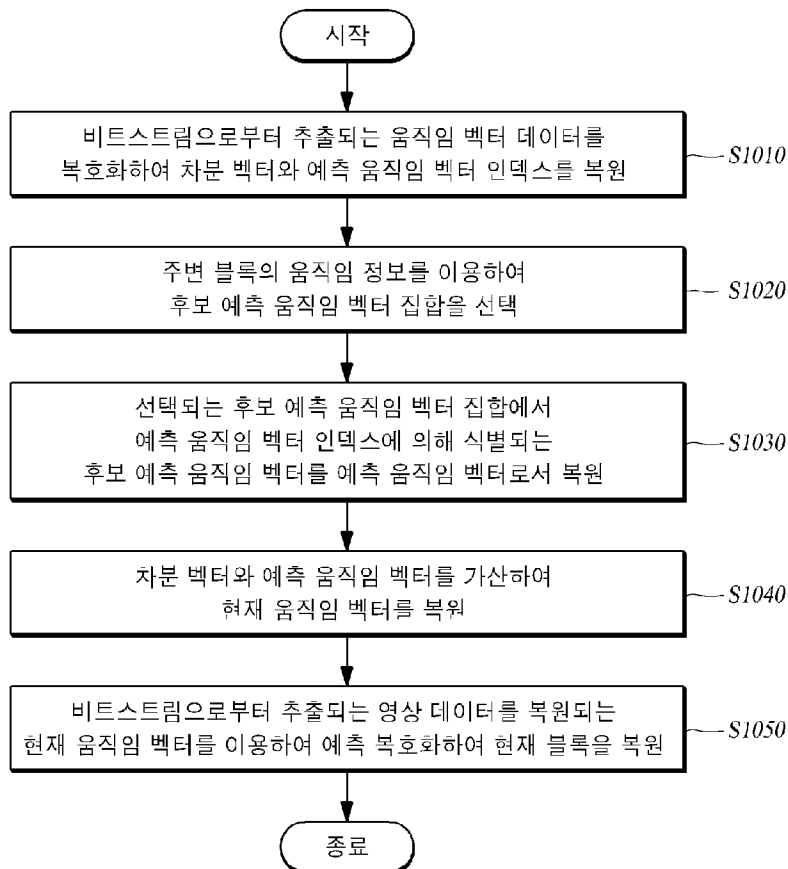 시작
비트스트림으로부터 추출되는 움직임 벡터 데이터를
복호화하여 차분 벡터와 예측 움직임 벡터 인덱스를 복원
S1010
주변 블록의 움직임 정보를 이용하여
후보 예측 움직임 벡터 집합을 선택
S1020
선택되는 후보 예측 움직임 벡터 집합에서
예측 움직임 벡터 인덱스에 의해 식별되는
후보 예측 움직임 벡터를 예측 움직임 벡터로서 복원
S1030
차분 벡터와 예측 움직임 벡터를 가산하여
현재 움직임 벡터를 복원
S1040
비트스트림으로부터 추출되는 영상 데이터를 복원되는
현재 움직임 벡터를 이용하여 예측 복호화하여 현재 블록을 복원
S1050
종료